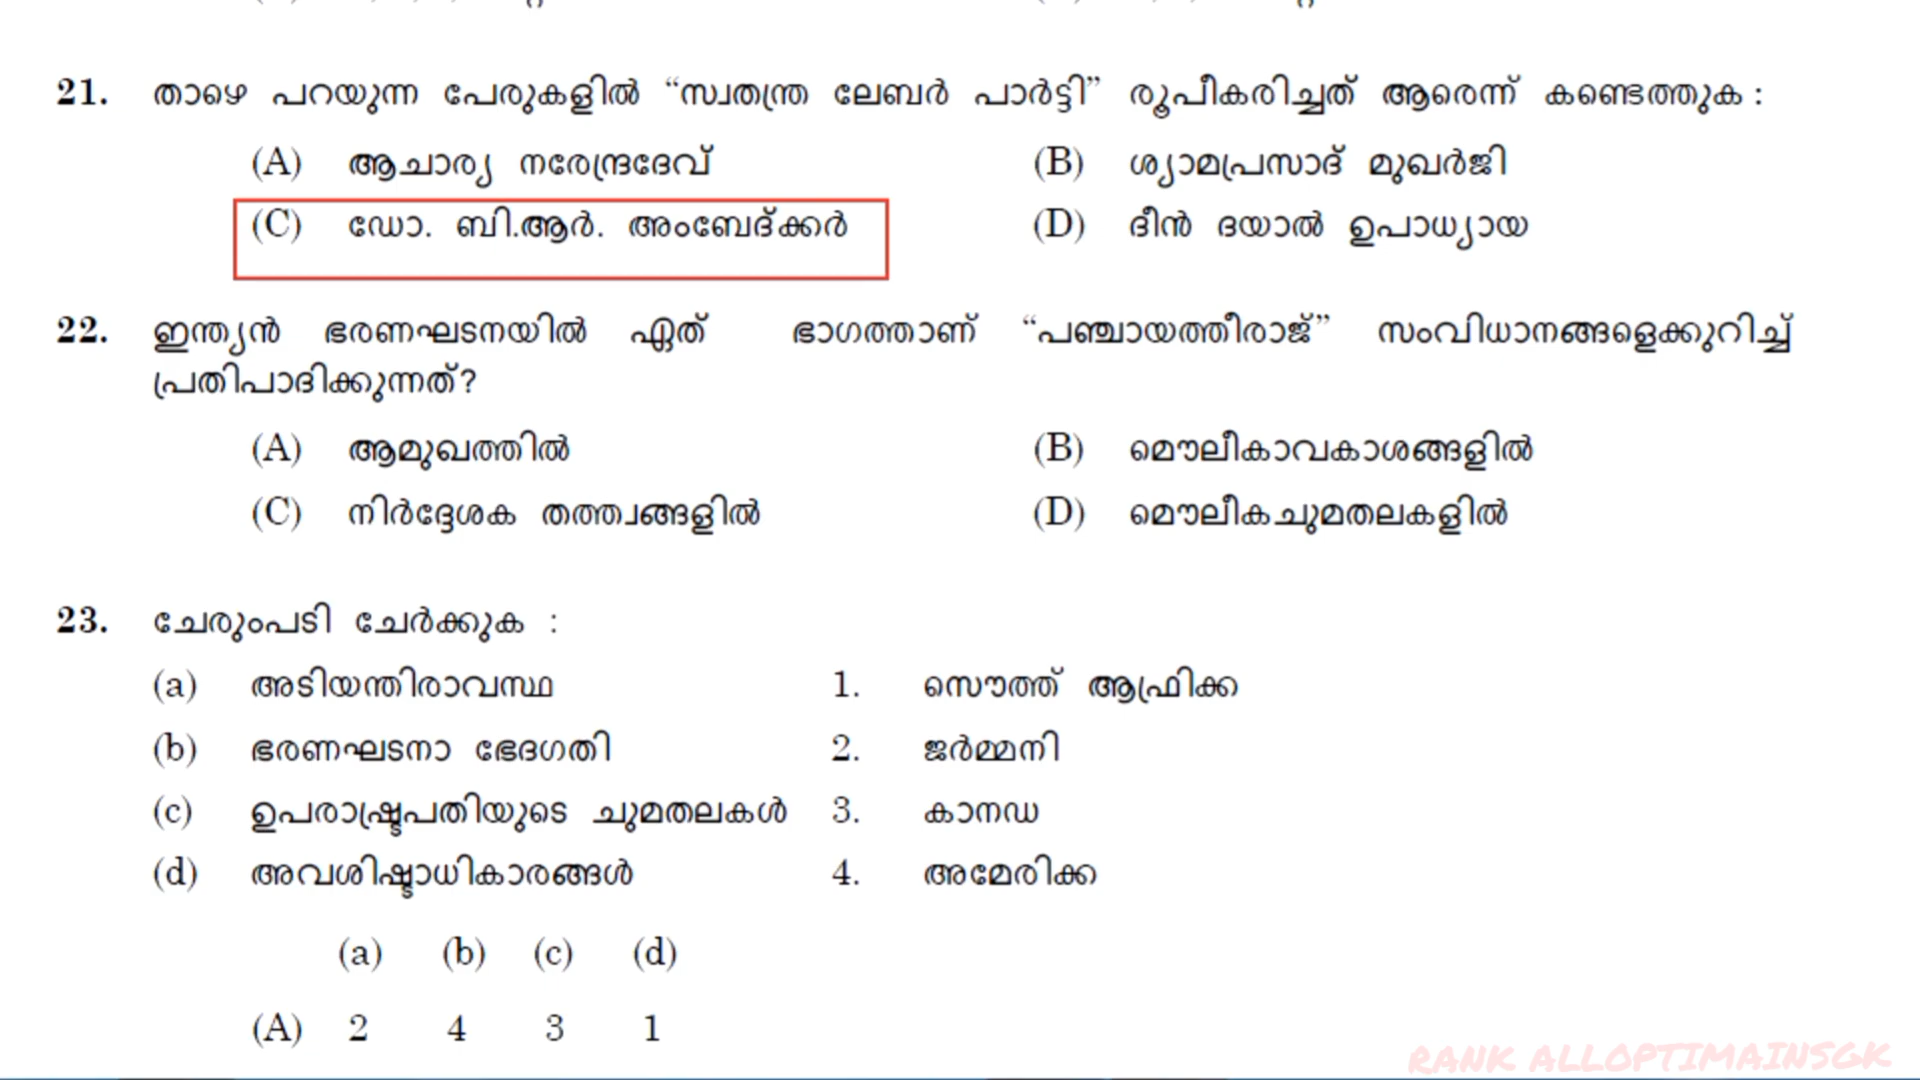 21. താഴെ പറയുന്ന പേരുകളിൽ “സ്വതന്ത്ര ലേബർ പാർട്ടി” രൂപീകരിച്ചത് ആരെന്ന് കണ്ടെത്തുക :
(A) ആചാര്യ നരേന്ദ്രദേവ് (B) ശ്യാമപ്രസാദ് മുഖർജി
(C) ഡോ. ബി.ആർ. അംബേദ്ക്കർ (D) ദീൻ ദയാൽ ഉപാധ്യായ
22. ഇന്ത്യൻ ഭരണഘടനയിൽ ഏത് ഭാഗത്താണ് “പഞ്ചായത്തീരാജ്” സംവിധാനങ്ങളെക്കുറിച്ച്
പ്രതിപാദിക്കുന്നത്?
(A) ആമുഖത്തിൽ (B) മൌലീകാവകാശങ്ങളിൽ
(C) നിർദ്ദേശക തത്ത്വങ്ങളിൽ (D) മൌലീകചുമതലകളിൽ
23. ചേരുംപടി ചേർക്കുക :
(a) അടിയന്തിരാവസ്ഥ 1. സൌത്ത് ആഫ്രിക്ക
(b) ഭരണഘടനാ ഭേദഗതി 2. ജർമ്മനി
(c) ഉപരാഷ്ട്രപതിയുടെ ചുമതലകൾ 3. കാനഡ
(d) അവശിഷ്ടാധികാരങ്ങൾ 4. അമേരിക്ക
(a) (b) (c) (d)
(A) 2 4 3 1
RANK ALLOPTIMAINSGK